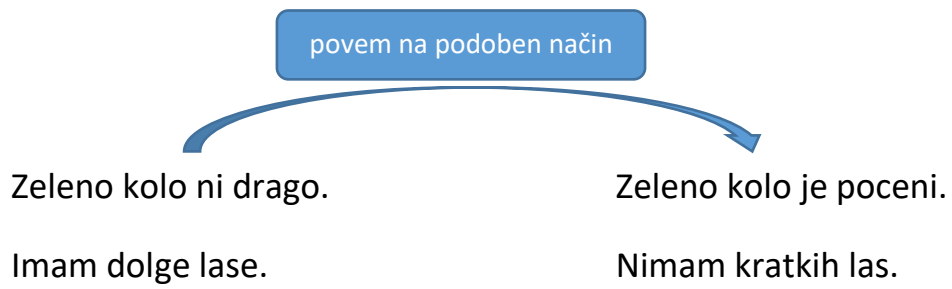 povem na podoben način
Zeleno kolo ni drago. Zeleno kolo je poceni.
Imam dolge lase. Nimam kratkih las.